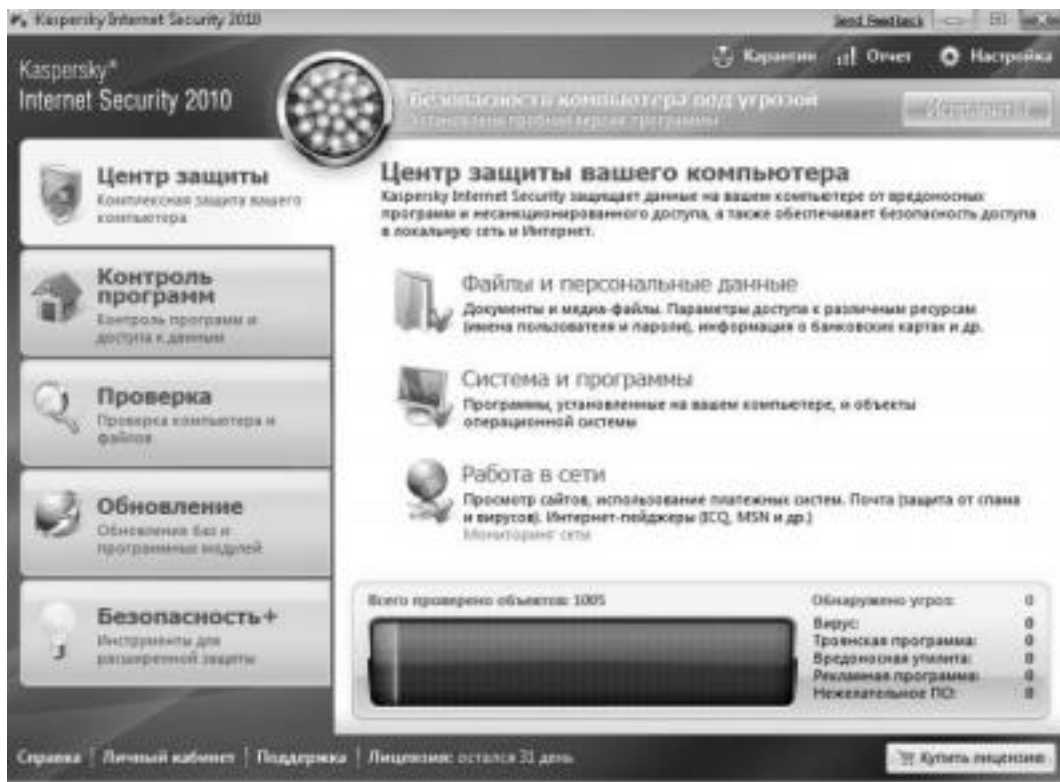 Kaspersky Internet Security 2010
Send Feedback
Kaspersky®
Internet Security 2010
Карантин
Отчет
Настройка
Безопасность компьютера под угрозой
Установлена пробная версия программы
Исправить
Центр защиты
Комплексная защита вашего
компьютера
Контроль
программ
Контроль программ и
доступа к данным
Проверка
Проверка компьютера и
файлов
Обновление
Обновления баз и
программных модулей
Безопасность+
Инструменты для
расширенной защиты
Центр защиты вашего компьютера
Kaspersky Internet Security защищает данные на вашем компьютере от вредоносных
программ и несанкционированного доступа, а также обеспечивает безопасность доступа
в локальную сеть и Интернет.
Файлы и персональные данные
Документы и медиа-файлы. Параметры доступа к различным ресурсам
(имена пользователя и пароли), информация о банковских картах и др.
Система и программы
Программы, установленные на вашем компьютере, и объекты
операционной системы
Работа в сети
Просмотр сайтов, использование платежных систем. Почта (защита от спама
и вирусов). Интернет-пейджеры (ICQ, MSN и др.)
Мониторинг сети
Всего проверено объектов: 1005
Обнаружено угроз: 0
Вирус: 0
Троянская программа: 0
Вредоносная утилита: 0
Рекламная программа: 0
Нежелательное ПО: 0
Справка | Личный кабинет | Поддержка | Лицензия: остался 31 день
Купить лицензию